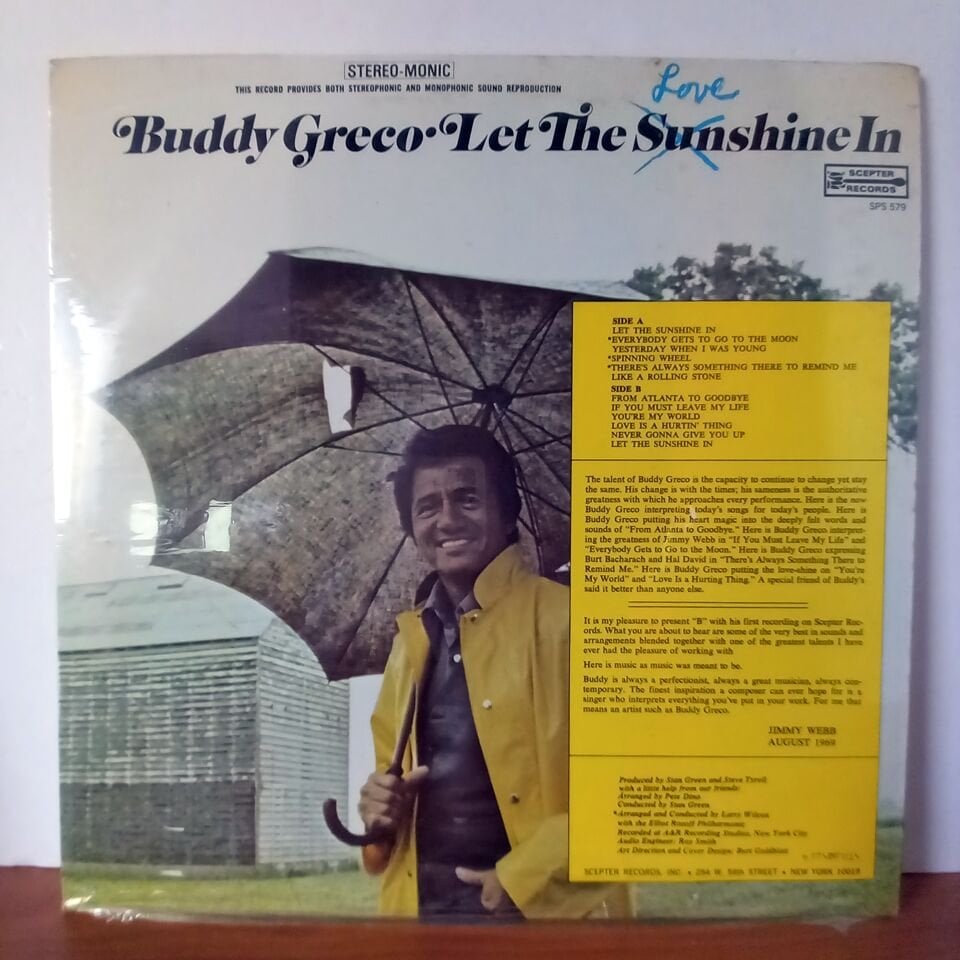 STEREO-MONIC
THIS RECORD PROVIDES BOTH STEREOPHONIC AND MONOPHONIC SOUND REPRODUCTION
Love
Buddy Greco·Let The Sunshine In
SCEPTER
RECORDS
SPS 579
SIDE A
LET THE SUNSHINE IN
*EVERYBODY GETS TO GO TO THE MOON
YESTERDAY WHEN I WAS YOUNG
*SPINNING WHEEL
*THERE'S ALWAYS SOMETHING THERE TO REMIND ME
LIKE A ROLLING STONE
SIDE B
FROM ATLANTA TO GOODBYE
IF YOU MUST LEAVE MY LIFE
YOU'RE MY WORLD
LOVE IS A HURTIN' THING
NEVER GONNA GIVE YOU UP
LET THE SUNSHINE IN
The talent of Buddy Greco is the capacity to continue to change yet stay
the same. His change is with the times; his sameness is the authoritative
greatness with which he approaches every performance. Here is the now
Buddy Greco interpreting today's songs for today's people. Here is
Buddy Greco putting his heart magic into the deeply felt words and
sounds of "From Atlanta to Goodbye." Here is Buddy Greco interpret-
ing the greatness of Jimmy Webb in "If You Must Leave My Life" and
"Everybody Gets to Go to the Moon." Here is Buddy Greco expressing
Burt Bacharach and Hal David in "There's Always Something There to
Remind Me." Here is Buddy Greco putting the love-shine on "You're
My World" and "Love Is a Hurting Thing." A special friend of Buddy's
said it better than anyone else.
It is my pleasure to present "B" with his first recording on Scepter Rec-
ords. What you are about to hear are some of the very best in sounds and
arrangements blended together with one of the greatest talents I have
ever had the pleasure of working with
Here is music as music was meant to be.
Buddy is always a perfectionist, always a great musician, always con-
temporary. The finest inspiration a composer can ever hope for is a
singer who interprets everything you've put in your work. For me that
means an artist such as Buddy Greco.
JIMMY WEBB
AUGUST 1969
Produced by Stan Green and Steve Tyrell
with a little help from our friends:
Arranged by Pete Dino
Conducted by Stan Green
*Arranged and Conducted by Larry Wilcox
with the Elliot Rosoff Philharmonic
Recorded at A&R Recording Studios, New York City
Audio Engineer: Roy Smith
Art Direction and Cover Design: Burt Goldblatt
SCEPTER RECORDS, INC. • 254 W. 54th STREET • NEW YORK 10019